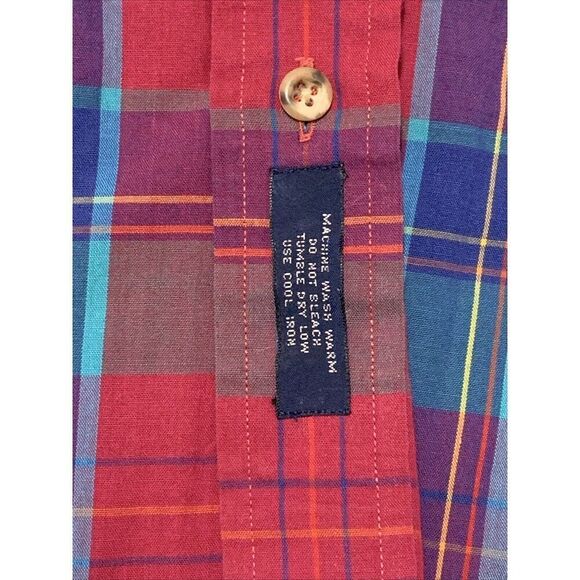 MACHINE WASH WARM
DO NOT BLEACH
TUMBLE DRY LOW
USE COOL IRON